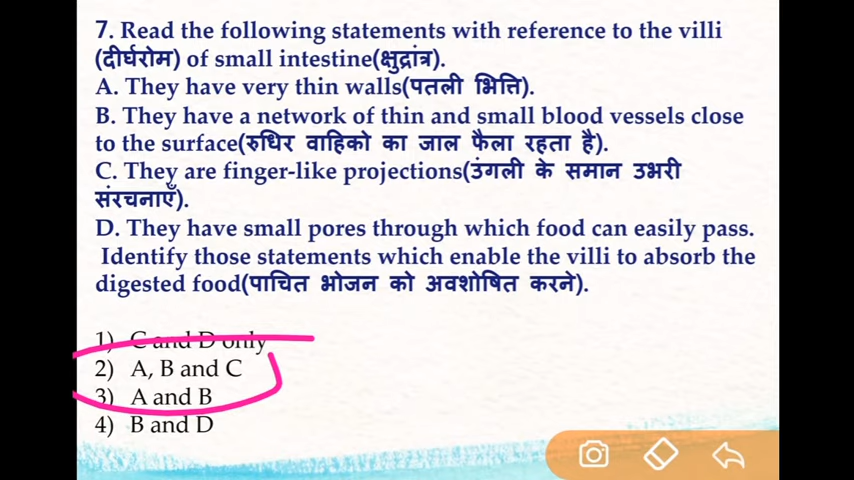 7. Read the following statements with reference to the villi
(दीर्घरोम) of small intestine(क्षुद्रांत्र).
A. They have very thin walls(पतली भित्ति).
B. They have a network of thin and small blood vessels close
to the surface(रुधिर वाहिको का जाल फैला रहता है).
C. They are finger-like projections(उंगली के समान उभरी
संरचनाएँ).
D. They have small pores through which food can easily pass.
Identify those statements which enable the villi to absorb the
digested food(पाचित भोजन को अवशोषित करने).
1) C and D only
2) A, B and C
3) A and B
4) B and D